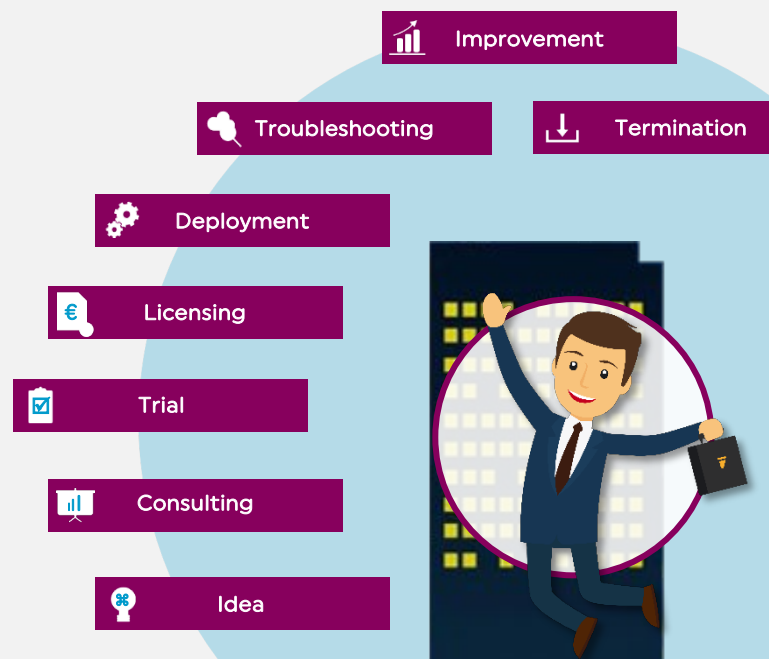 Improvement
Troubleshooting
Termination
Deployment
€
Licensing
Trial
Consulting
Idea